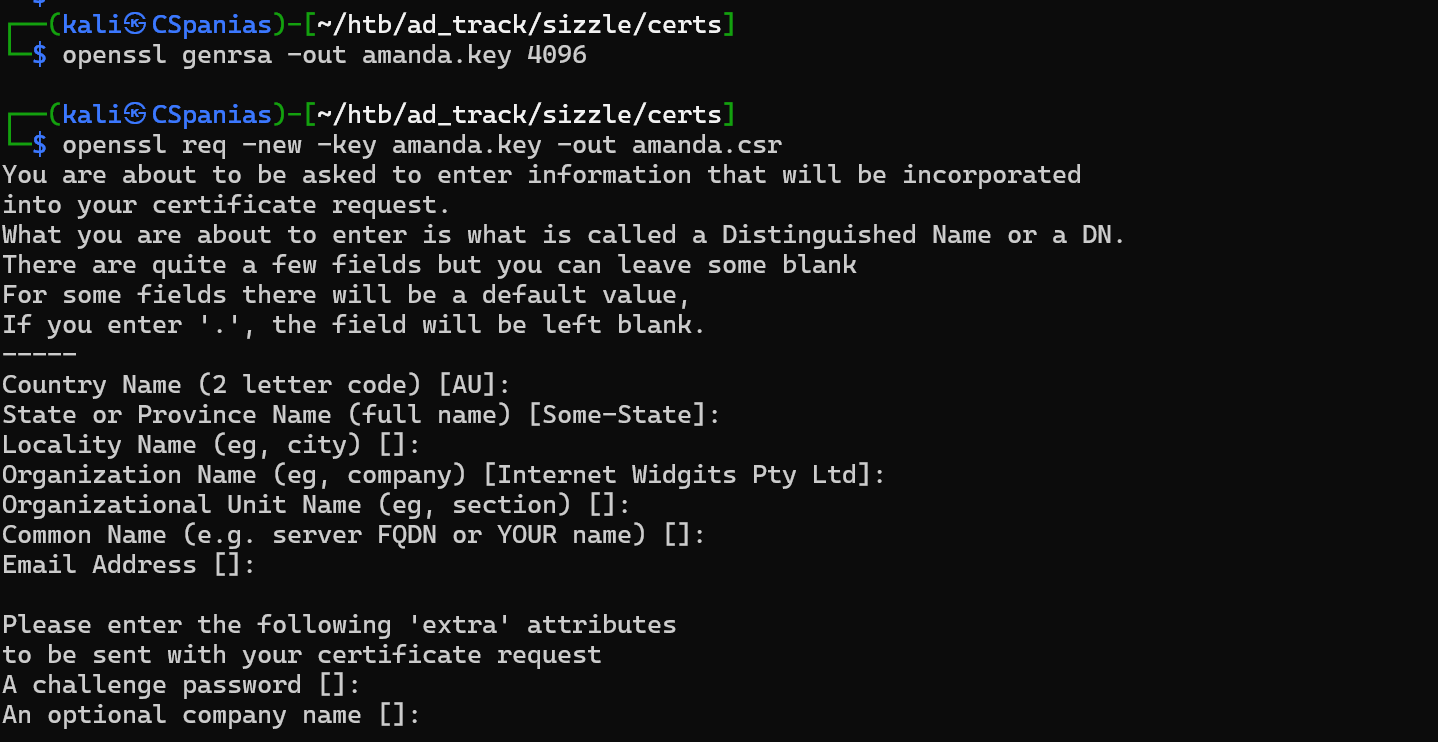 ┌──(kali㉿CSpanias)-[~/htb/ad_track/sizzle/certs]
└─$ openssl genrsa -out amanda.key 4096
┌──(kali㉿CSpanias)-[~/htb/ad_track/sizzle/certs]
└─$ openssl req -new -key amanda.key -out amanda.csr
You are about to be asked to enter information that will be incorporated
into your certificate request.
What you are about to enter is what is called a Distinguished Name or a DN.
There are quite a few fields but you can leave some blank
For some fields there will be a default value,
If you enter '.', the field will be left blank.
-----
Country Name (2 letter code) [AU]:
State or Province Name (full name) [Some-State]:
Locality Name (eg, city) []:
Organization Name (eg, company) [Internet Widgits Pty Ltd]:
Organizational Unit Name (eg, section) []:
Common Name (e.g. server FQDN or YOUR name) []:
Email Address []:
Please enter the following 'extra' attributes
to be sent with your certificate request
A challenge password []:
An optional company name []: